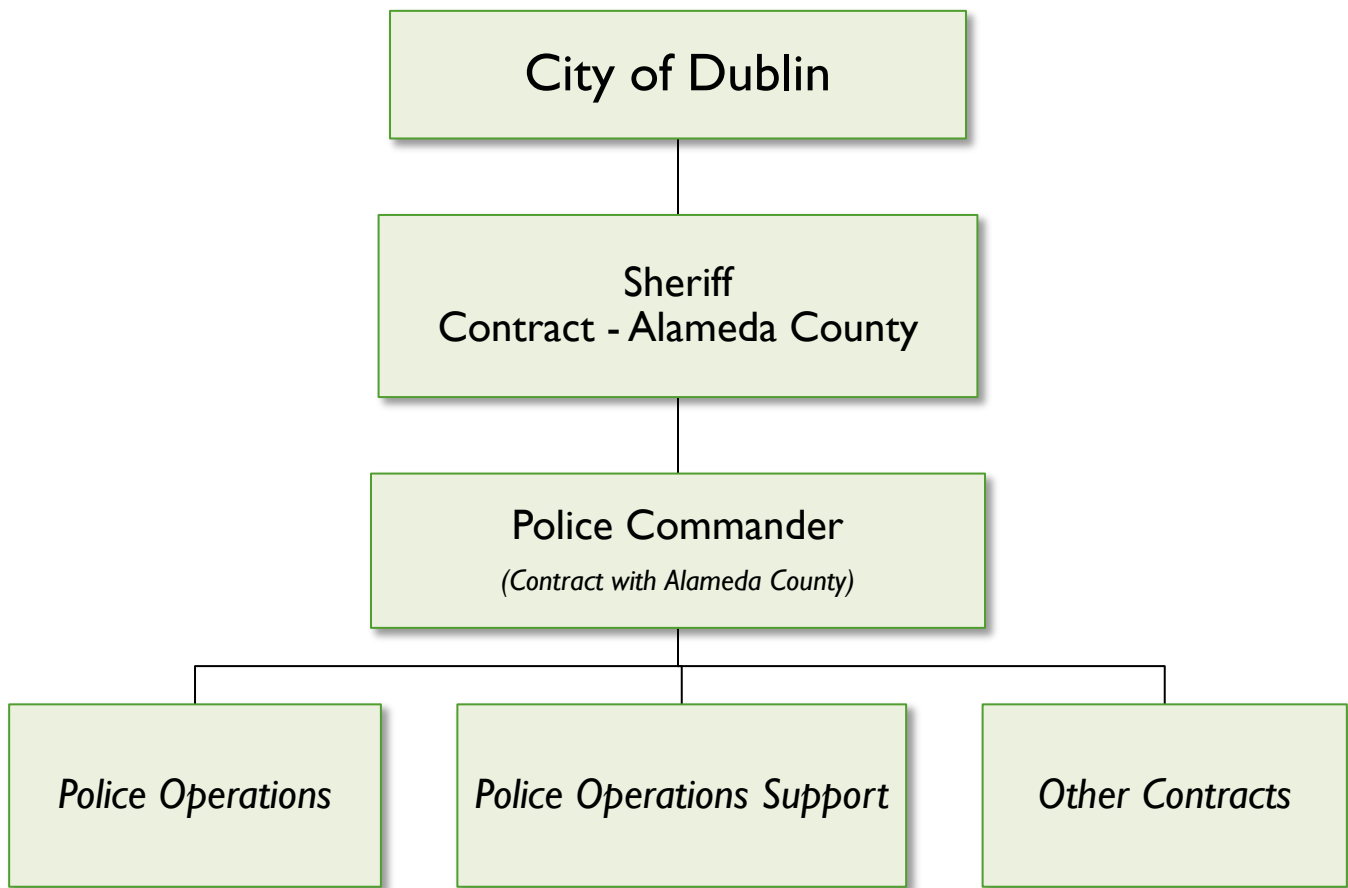 City of Dublin
Sheriff
Contract - Alameda County
Police Commander
(Contract with Alameda County)
Police Operations
Police Operations Support
Other Contracts